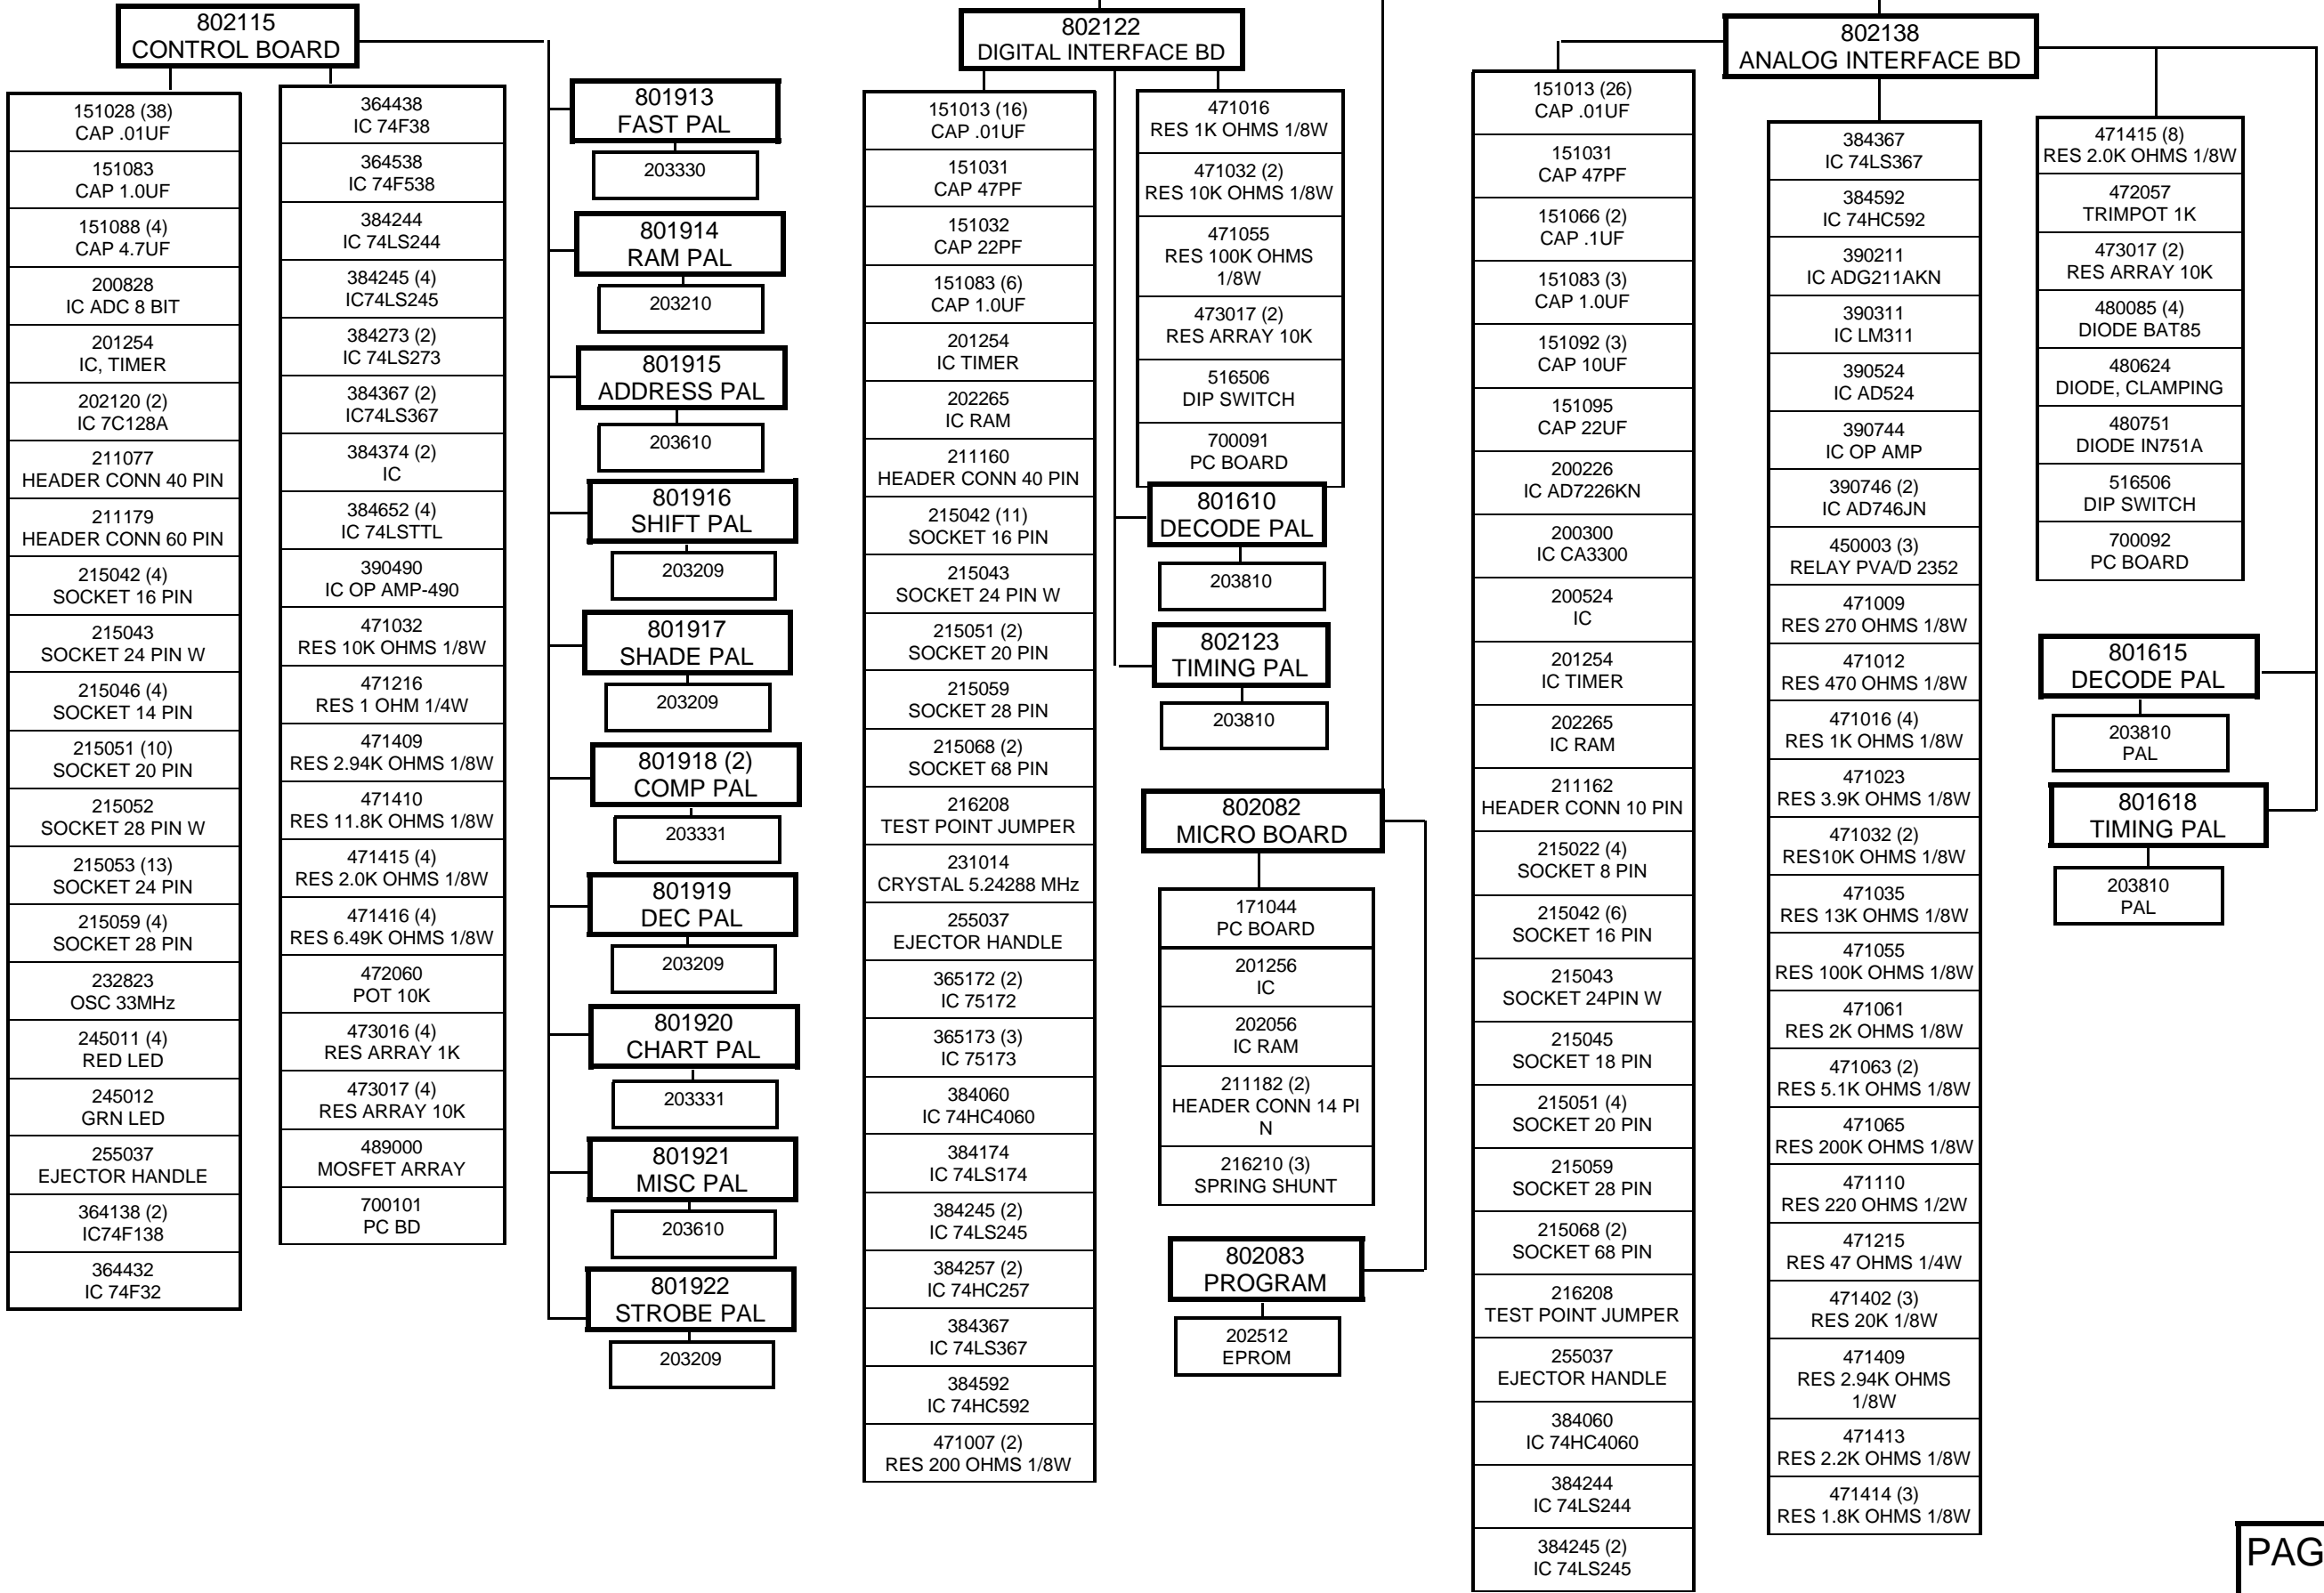 802115
CONTROL BOARD
151028 (38)
CAP .01UF
151083
CAP 1.0UF
151088 (4)
CAP 4.7UF
200828
IC ADC 8 BIT
201254
IC, TIMER
202120 (2)
IC 7C128A
211077
HEADER CONN 40 PIN
211179
HEADER CONN 60 PIN
215042 (4)
SOCKET 16 PIN
215043
SOCKET 24 PIN W
215046 (4)
SOCKET 14 PIN
215051 (10)
SOCKET 20 PIN
215052
SOCKET 28 PIN W
215053 (13)
SOCKET 24 PIN
215059 (4)
SOCKET 28 PIN
232823
OSC 33MHz
245011 (4)
RED LED
245012
GRN LED
255037
EJECTOR HANDLE
364138 (2)
IC74F138
364432
IC 74F32
364438
IC 74F38
364538
IC 74F538
384244
IC 74LS244
384245 (4)
IC74LS245
384273 (2)
IC 74LS273
384367 (2)
IC74LS367
384374 (2)
IC
384652 (4)
IC 74LSTTL
390490
IC OP AMP-490
471032
RES 10K OHMS 1/8W
471216
RES 1 OHM 1/4W
471409
RES 2.94K OHMS 1/8W
471410
RES 11.8K OHMS 1/8W
471415 (4)
RES 2.0K OHMS 1/8W
471416 (4)
RES 6.49K OHMS 1/8W
472060
POT 10K
473016 (4)
RES ARRAY 1K
473017 (4)
RES ARRAY 10K
489000
MOSFET ARRAY
700101
PC BD
801913
FAST PAL
203330
801914
RAM PAL
203210
801915
ADDRESS PAL
203610
801916
SHIFT PAL
203209
801917
SHADE PAL
203209
801918 (2)
COMP PAL
203331
801919
DEC PAL
203209
801920
CHART PAL
203331
801921
MISC PAL
203610
801922
STROBE PAL
203209
802122
DIGITAL INTERFACE BD
151013 (16)
CAP .01UF
151031
CAP 47PF
151032
CAP 22PF
151083 (6)
CAP 1.0UF
201254
IC TIMER
202265
IC RAM
211160
HEADER CONN 40 PIN
215042 (11)
SOCKET 16 PIN
215043
SOCKET 24 PIN W
215051 (2)
SOCKET 20 PIN
215059
SOCKET 28 PIN
215068 (2)
SOCKET 68 PIN
216208
TEST POINT JUMPER
231014
CRYSTAL 5.24288 MHz
255037
EJECTOR HANDLE
365172 (2)
IC 75172
365173 (3)
IC 75173
384060
IC 74HC4060
384174
IC 74LS174
384245 (2)
IC 74LS245
384257 (2)
IC 74HC257
384367
IC 74LS367
384592
IC 74HC592
471007 (2)
RES 200 OHMS 1/8W
471016
RES 1K OHMS 1/8W
471032 (2)
RES 10K OHMS 1/8W
471055
RES 100K OHMS
1/8W
473017 (2)
RES ARRAY 10K
516506
DIP SWITCH
700091
PC BOARD
801610
DECODE PAL
203810
802123
TIMING PAL
203810
802082
MICRO BOARD
171044
PC BOARD
201256
IC
202056
IC RAM
211182 (2)
HEADER CONN 14 PI
N
216210 (3)
SPRING SHUNT
802083
PROGRAM
202512
EPROM
802138
ANALOG INTERFACE BD
151013 (26)
CAP .01UF
151031
CAP 47PF
151066 (2)
CAP .1UF
151083 (3)
CAP 1.0UF
151092 (3)
CAP 10UF
151095
CAP 22UF
200226
IC AD7226KN
200300
IC CA3300
200524
IC
201254
IC TIMER
202265
IC RAM
211162
HEADER CONN 10 PIN
215022 (4)
SOCKET 8 PIN
215042 (6)
SOCKET 16 PIN
215043
SOCKET 24PIN W
215045
SOCKET 18 PIN
215051 (4)
SOCKET 20 PIN
215059
SOCKET 28 PIN
215068 (2)
SOCKET 68 PIN
216208
TEST POINT JUMPER
255037
EJECTOR HANDLE
384060
IC 74HC4060
384244
IC 74LS244
384245 (2)
IC 74LS245
384367
IC 74LS367
384592
IC 74HC592
390211
IC ADG211AKN
390311
IC LM311
390524
IC AD524
390744
IC OP AMP
390746 (2)
IC AD746JN
450003 (3)
RELAY PVA/D 2352
471009
RES 270 OHMS 1/8W
471012
RES 470 OHMS 1/8W
471016 (4)
RES 1K OHMS 1/8W
471023
RES 3.9K OHMS 1/8W
471032 (2)
RES10K OHMS 1/8W
471035
RES 13K OHMS 1/8W
471055
RES 100K OHMS 1/8W
471061
RES 2K OHMS 1/8W
471063 (2)
RES 5.1K OHMS 1/8W
471065
RES 200K OHMS 1/8W
471110
RES 220 OHMS 1/2W
471215
RES 47 OHMS 1/4W
471402 (3)
RES 20K 1/8W
471409
RES 2.94K OHMS
1/8W
471413
RES 2.2K OHMS 1/8W
471414 (3)
RES 1.8K OHMS 1/8W
471415 (8)
RES 2.0K OHMS 1/8W
472057
TRIMPOT 1K
473017 (2)
RES ARRAY 10K
480085 (4)
DIODE BAT85
480624
DIODE, CLAMPING
480751
DIODE IN751A
516506
DIP SWITCH
700092
PC BOARD
801615
DECODE PAL
203810
PAL
801618
TIMING PAL
203810
PAL
PAG